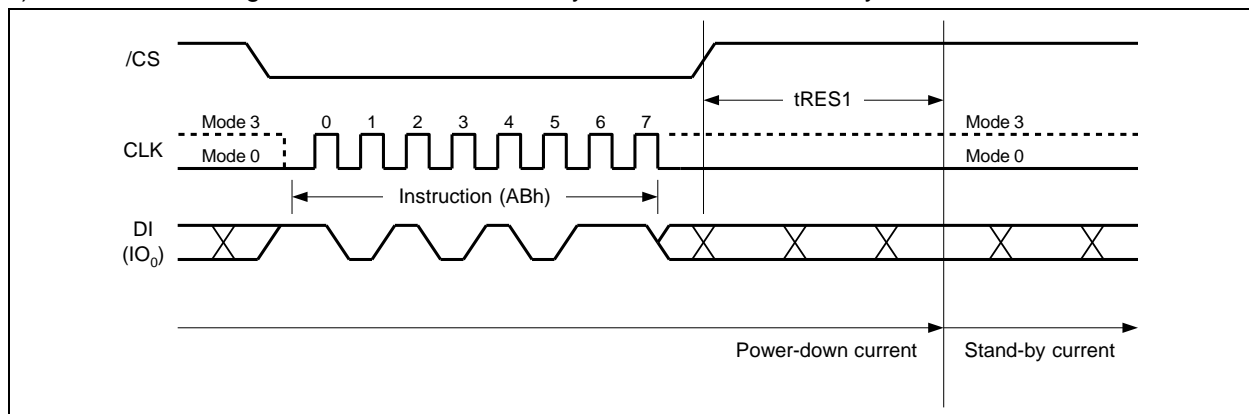 /CS
tRES1
Mode 3
0 1 2 3 4 5 6 7
Mode 3
CLK
Mode 0
Mode 0
Instruction (ABh)
DI
(IO₀)
Power-down current
Stand-by current